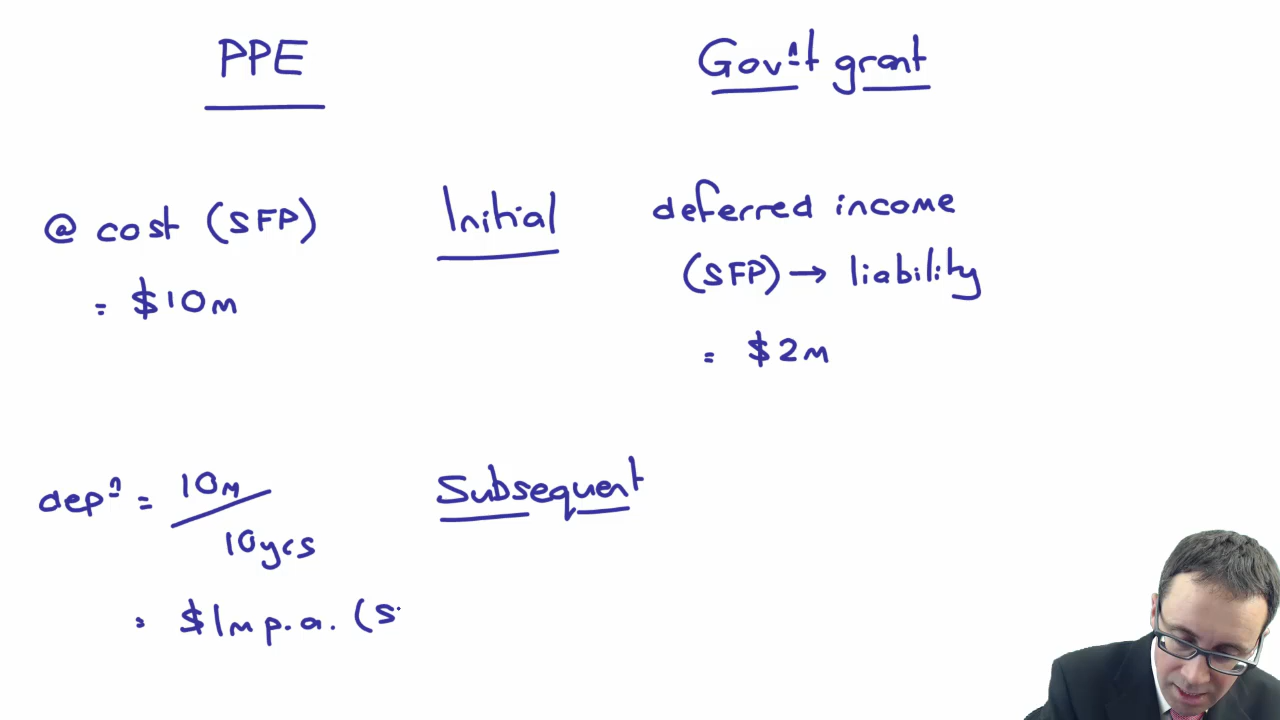 PPE
Gov^n't grant
@ cost (SFP)
= $10m
Initial
deferred income
(SFP) → liability
= $2m
dep^n = 10m / 10yrs
= $1m p.a. (S
Subsequent